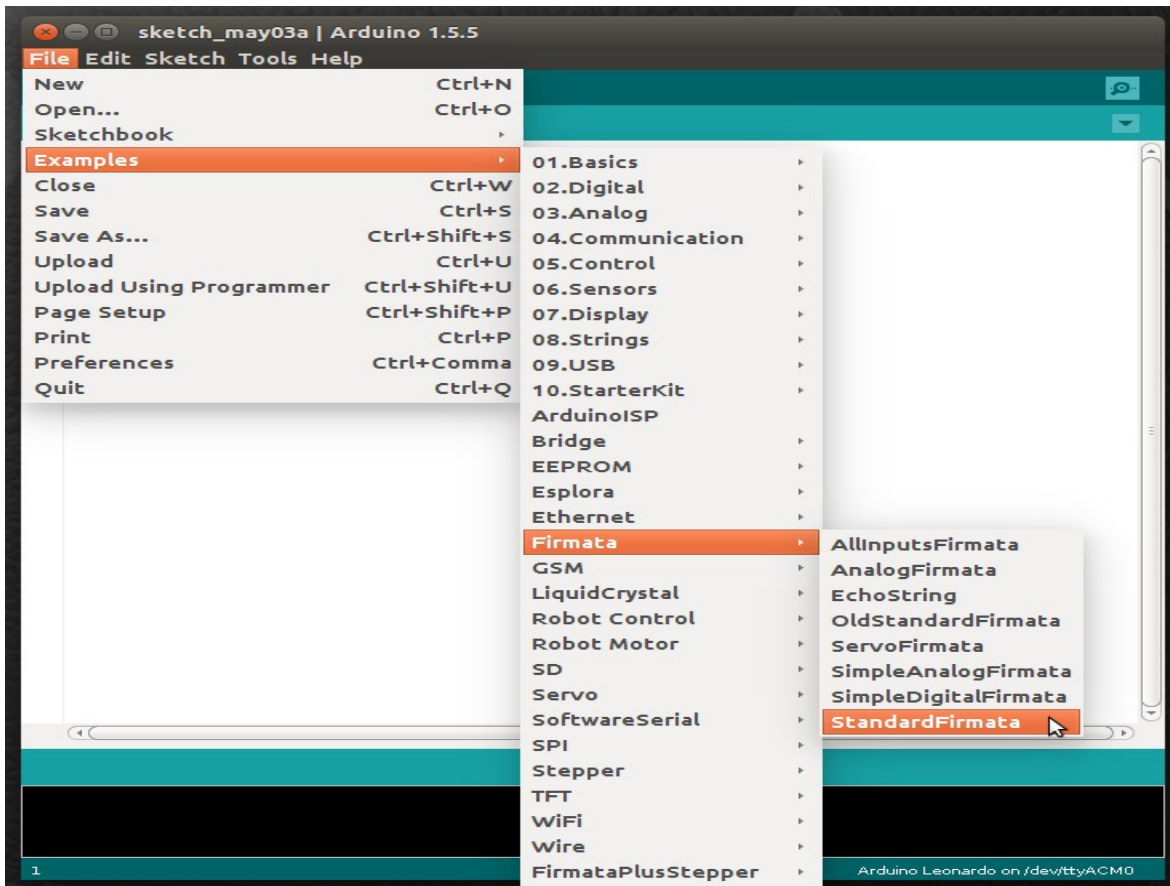 sketch_may03a | Arduino 1.5.5
File Edit Sketch Tools Help
New Ctrl+N
Open... Ctrl+O
Sketchbook
Examples
Close Ctrl+W
Save Ctrl+S
Save As... Ctrl+Shift+S
Upload Ctrl+U
Upload Using Programmer Ctrl+Shift+U
Page Setup Ctrl+Shift+P
Print Ctrl+P
Preferences Ctrl+Comma
Quit Ctrl+Q
01.Basics
02.Digital
03.Analog
04.Communication
05.Control
06.Sensors
07.Display
08.Strings
09.USB
10.StarterKit
ArduinoISP
Bridge
EEPROM
Esplora
Ethernet
Firmata
GSM
LiquidCrystal
Robot Control
Robot Motor
SD
Servo
SoftwareSerial
SPI
Stepper
TFT
WiFi
Wire
FirmataPlusStepper
AllInputsFirmata
AnalogFirmata
EchoString
OldStandardFirmata
ServoFirmata
SimpleAnalogFirmata
SimpleDigitalFirmata
StandardFirmata
1 Arduino Leonardo on /dev/ttyACM0